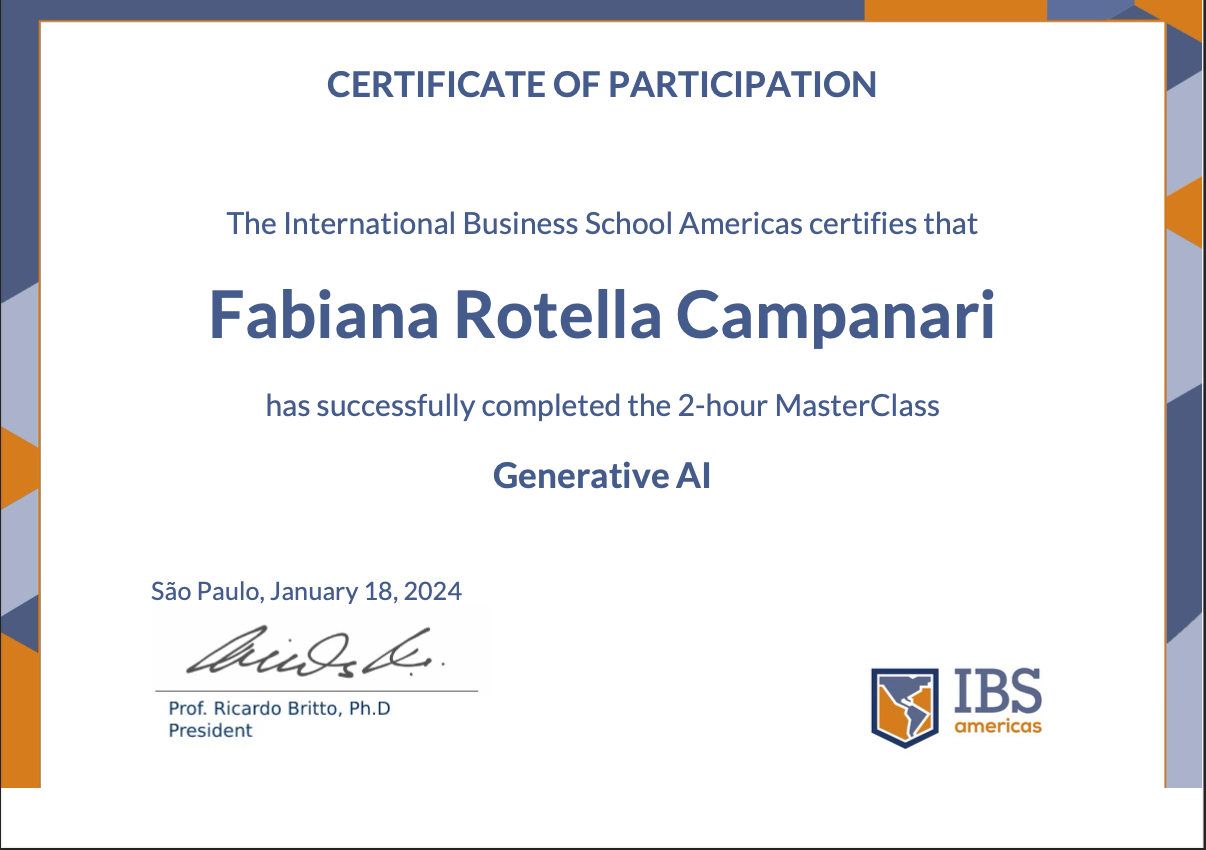 CERTIFICATE OF PARTICIPATION
The International Business School Americas certifies that
Fabiana Rotella Campanari
has successfully completed the 2-hour MasterClass
Generative AI
São Paulo, January 18, 2024
Prof. Ricardo Britto, Ph.D
President
IBS
americas